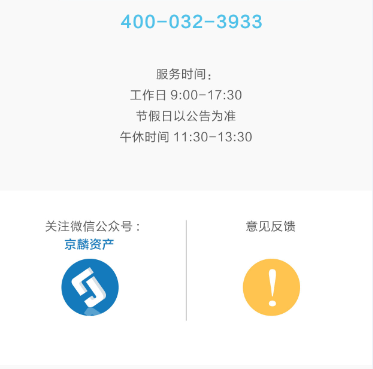 400-032-3933
服务时间：
工作日 9:00-17:30
节假日以公告为准
午休时间 11:30-13:30
关注微信公众号：
京麟资产
意见反馈